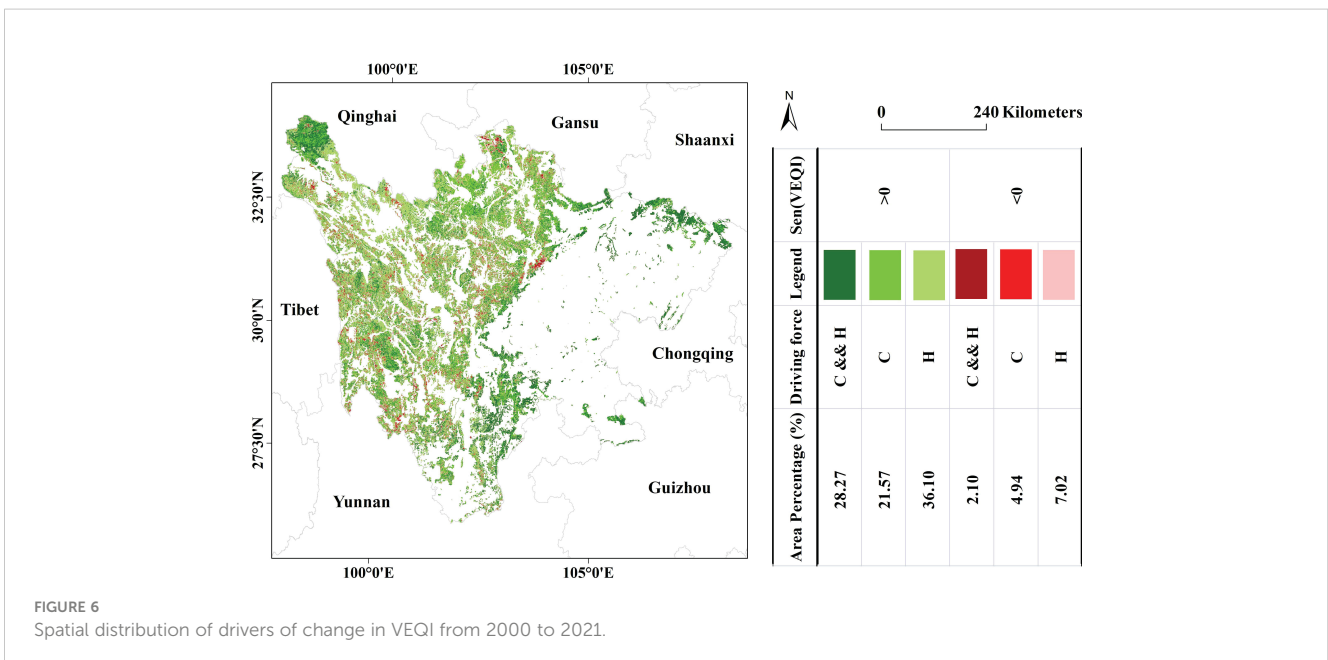 100°0'E 105°0'E
Qinghai
Gansu
Shaanxi
Tibet
Chongqing
Yunnan
Guizhou
32°30'N
30°0'N
27°30'N
100°0'E 105°0'E
N
0 240 Kilometers
Sen(VEQI) >0 <0
Legend
Driving force C && H C H C && H C H
Area Percentage (%) 28.27 21.57 36.10 2.10 4.94 7.02
FIGURE 6
Spatial distribution of drivers of change in VEQI from 2000 to 2021.